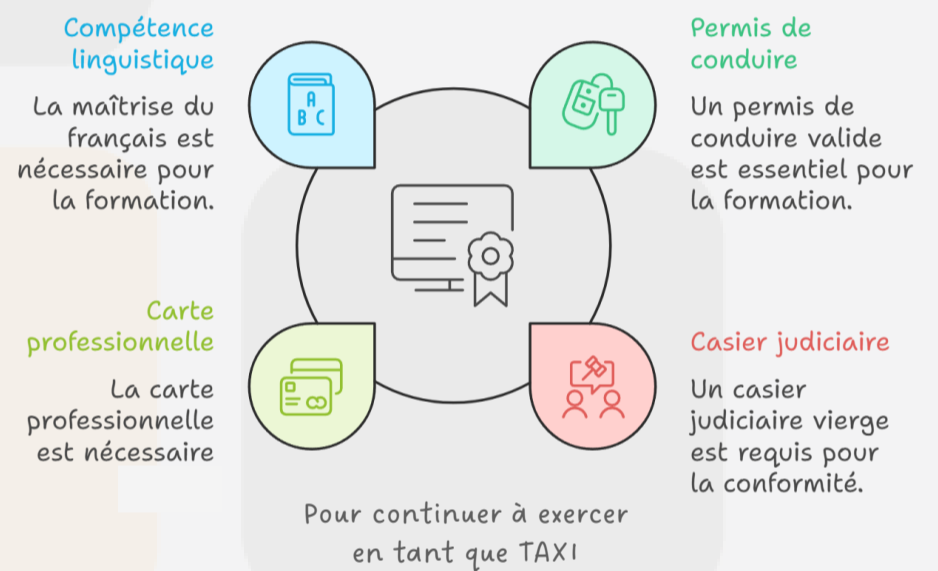 Compétence
linguistique
La maîtrise du
français est
nécessaire pour
la formation.
Permis de
conduire
Un permis de
conduire valide
est essentiel pour
la formation.
A
B C
Carte
professionnelle
La carte
professionnelle
est nécessaire
Casier judiciaire
Un casier
judiciaire vierge
est requis pour
la conformité.
Pour continuer à exercer
en tant que TAXI